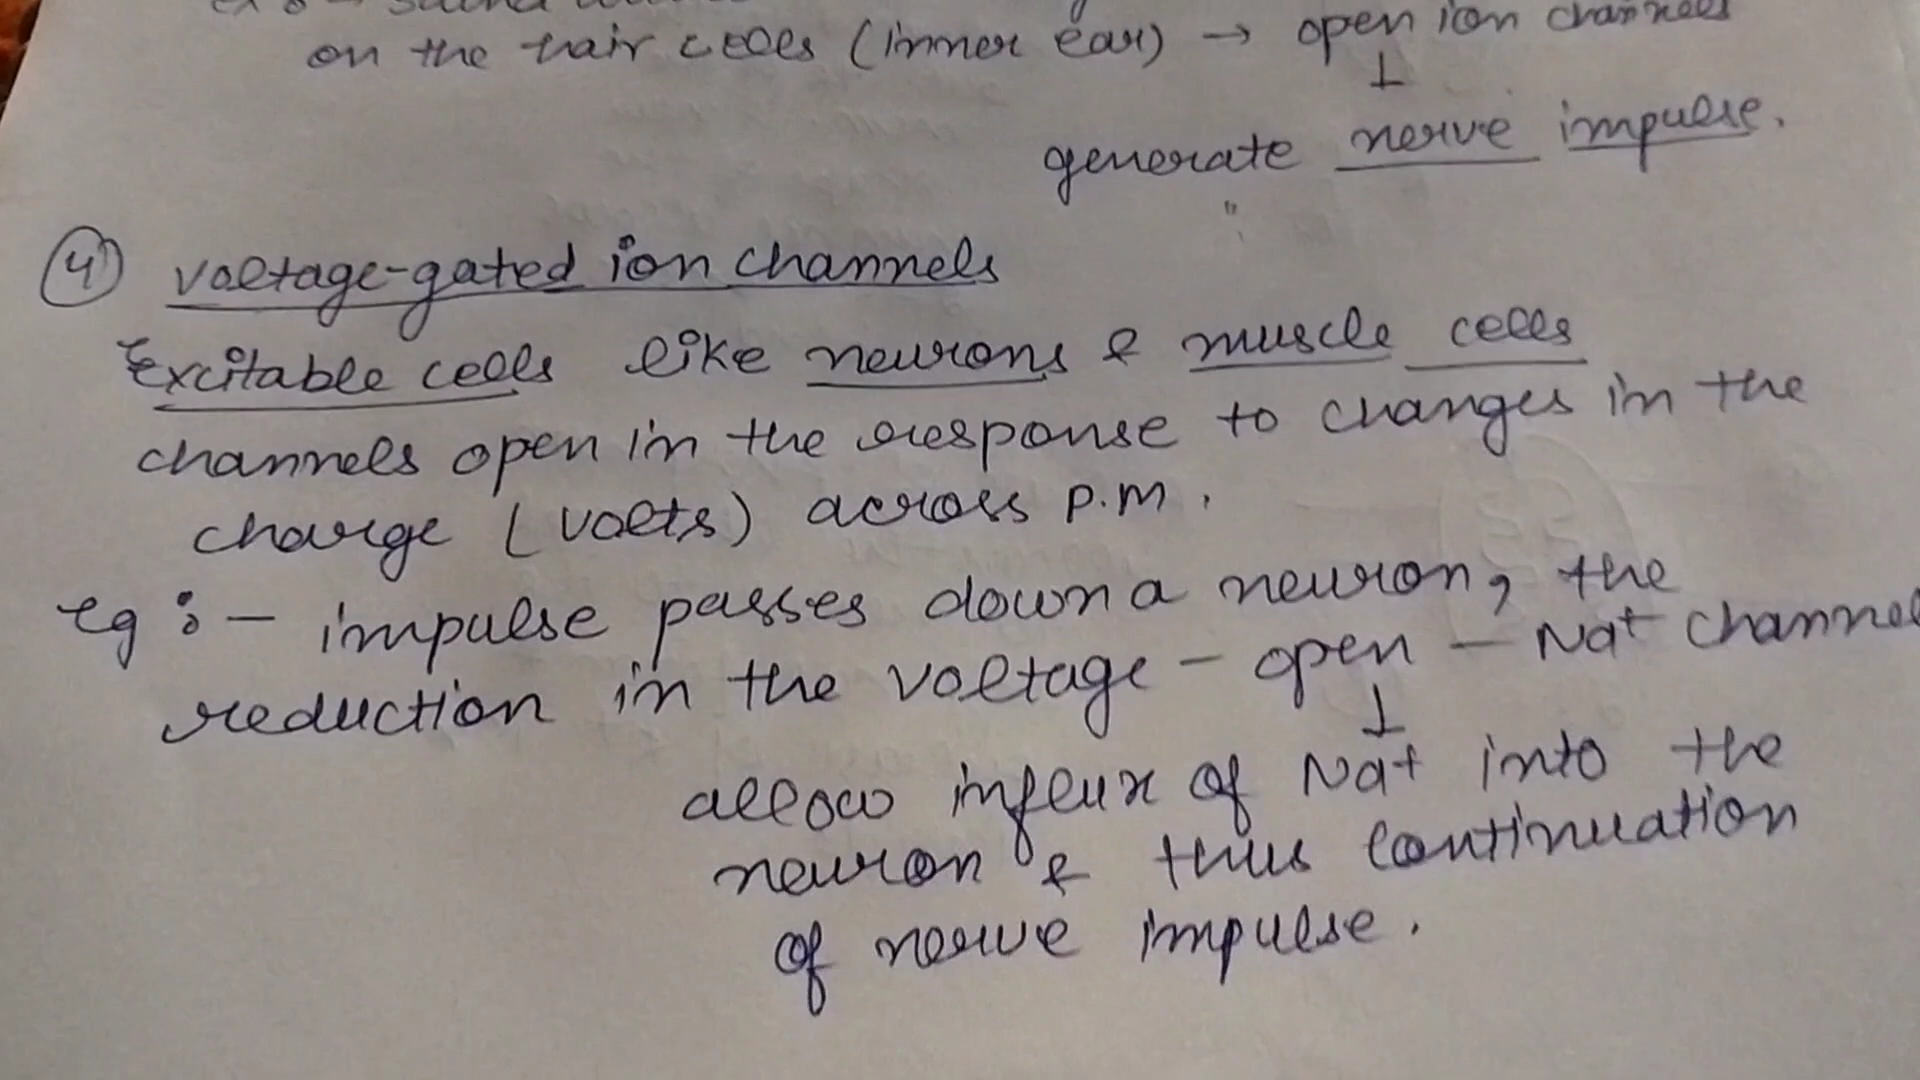 on the hair cells (inner ear) → open ion channels
↓
generate nerve impulse.
④ voltage-gated ion channels
Excitable cells like neurons & muscle cells
channels open in the response to changes in the
charge (volts) across p.m.
eg :- impulse passes down a neuron, the
reduction in the voltage - open - Na+ channel
↓
allow influx of Na+ into the
neuron & thus continuation
of nerve impulse.